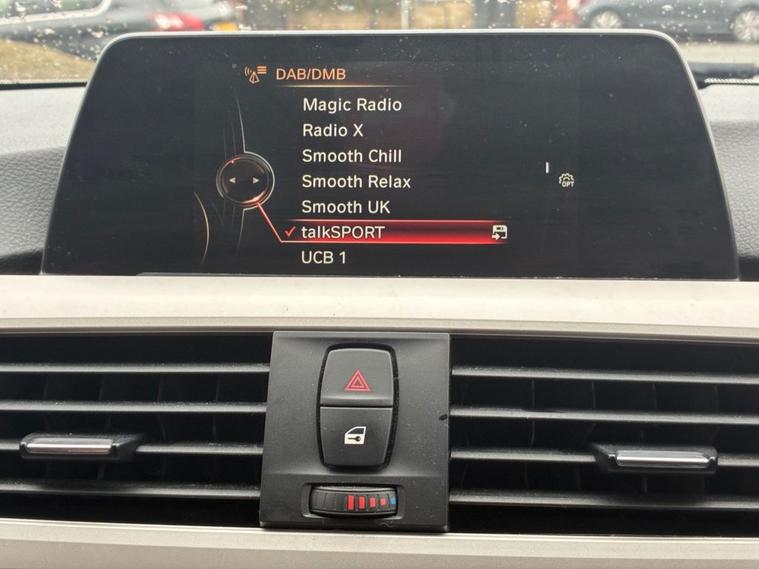 DAB/DMB
Magic Radio
Radio X
Smooth Chill
Smooth Relax
Smooth UK
talkSPORT
UCB 1
OPT